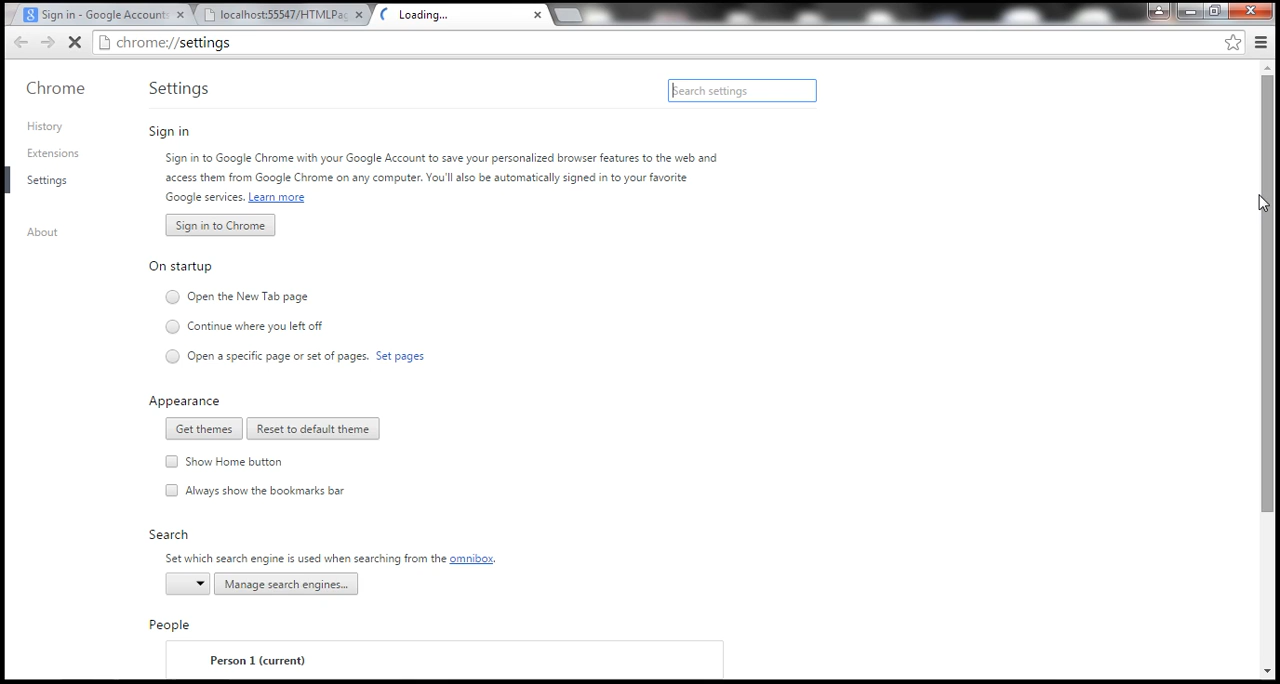 Sign in - Google Accounts
localhost:55547/HTMLPag
Loading...
chrome://settings
Chrome
Settings
Search settings
History
Extensions
Settings
About
Sign in
Sign in to Google Chrome with your Google Account to save your personalized browser features to the web and
access them from Google Chrome on any computer. You'll also be automatically signed in to your favorite
Google services. Learn more
Sign in to Chrome
On startup
Open the New Tab page
Continue where you left off
Open a specific page or set of pages. Set pages
Appearance
Get themes
Reset to default theme
Show Home button
Always show the bookmarks bar
Search
Set which search engine is used when searching from the omnibox.
Manage search engines...
People
Person 1 (current)